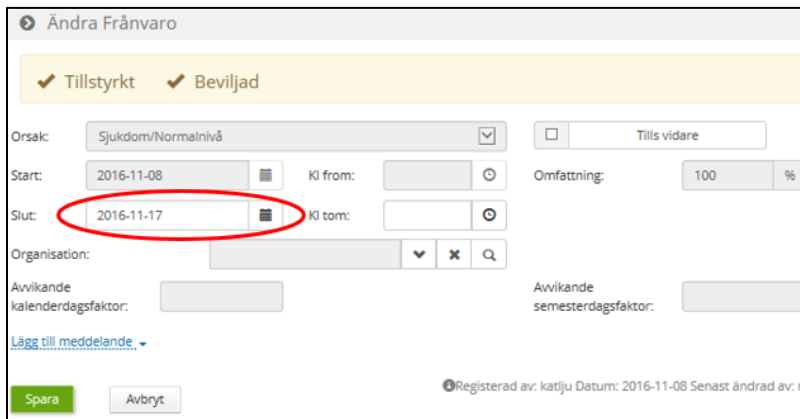 Ändra Frånvaro
Tillstyrkt Beviljad
Orsak: Sjukdom/Normalnivå Tills vidare
Start: 2016-11-08 Kl from: Omfattning: 100 %
Slut: 2016-11-17 Kl tom:
Organisation:
Avvikande kalenderdagsfaktor: Avvikande semesterdagsfaktor:
Lägg till meddelande
Registerad av: katlju Datum: 2016-11-08 Senast ändrad av:
Spara Avbryt